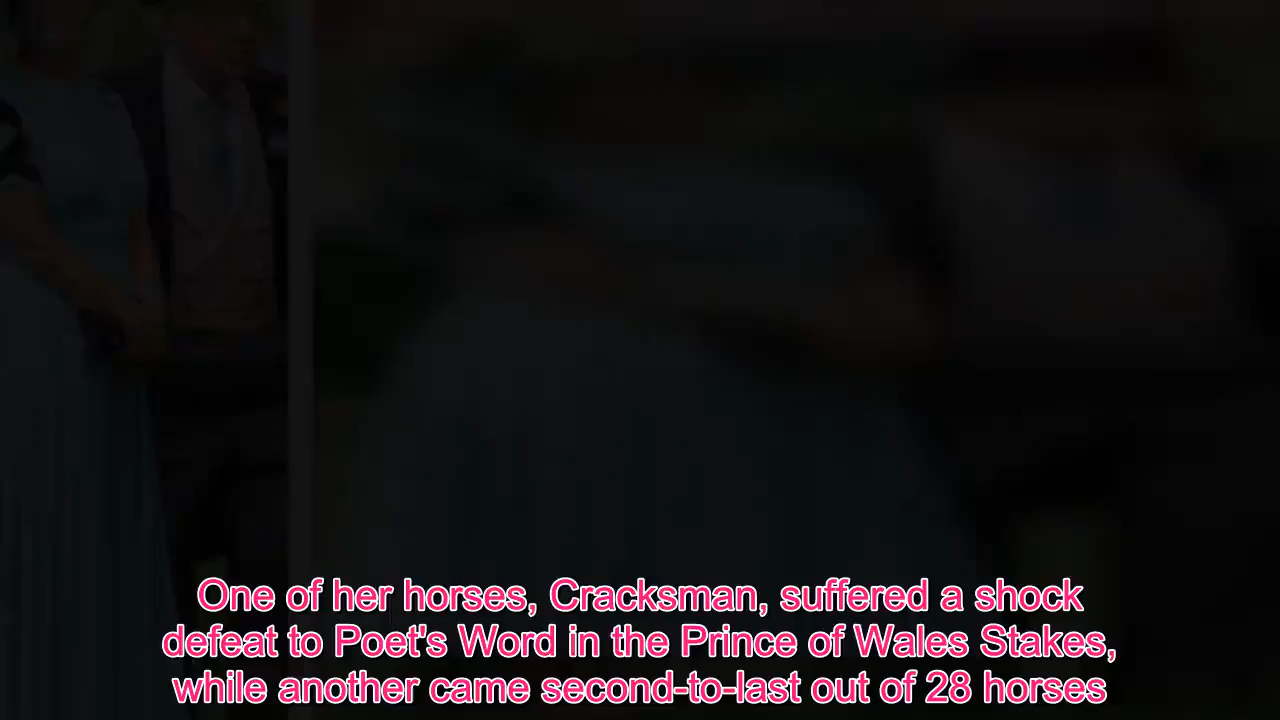 One of her horses, Cracksman, suffered a shock
defeat to Poet's Word in the Prince of Wales Stakes,
while another came second-to-last out of 28 horses